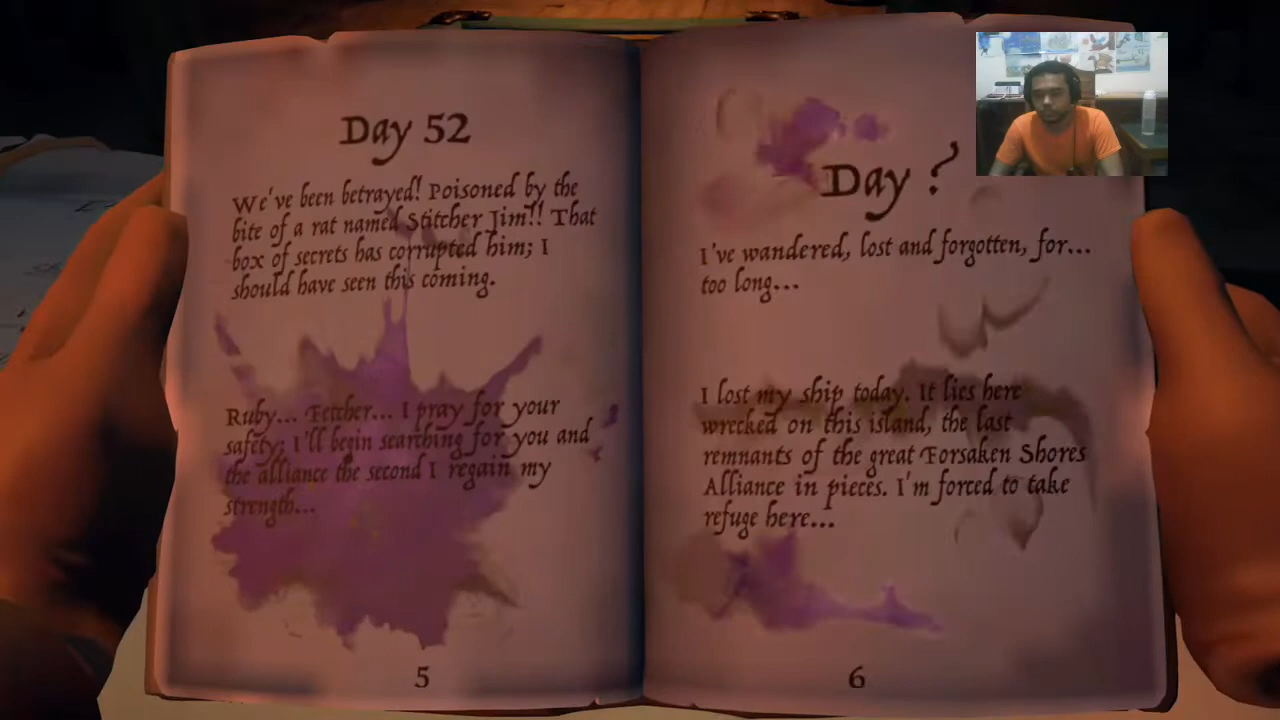 Day 52
We've been betrayed! Poisoned by the
bite of a rat named Stitcher Jim!! That
box of secrets has corrupted him; I
should have seen this coming.
Ruby... Fetcher... I pray for your
safety; I'll begin searching for you and
the alliance the second I regain my
strength...
5
Day ?
I've wandered, lost and forgotten, for...
too long...
I lost my ship today. It lies here
wrecked on this island, the last
remnants of the great Forsaken Shores
Alliance in pieces. I'm forced to take
refuge here...
6